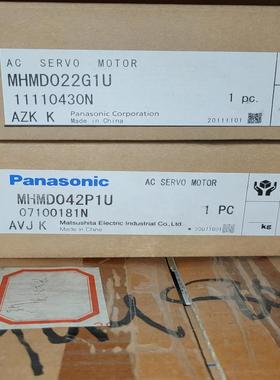 AC SERVO MOTOR
MHMD022G1U
11110430N
1 pc.
AZK K
Panasonic Corporation
Made in China
20111101
Panasonic
AC SERVO MOTOR
MHMD042P1U
07100181N
1 PC
AVJ K
Matsushita Electric Industrial Co.,Ltd.
Made in China
kg